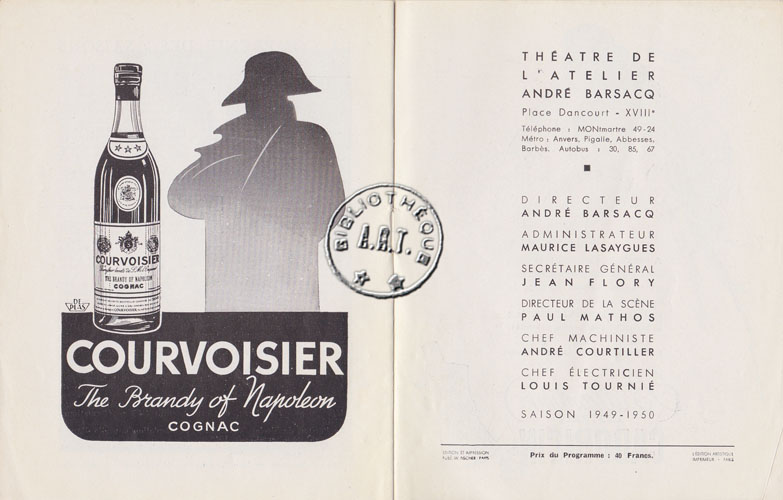 COURVOISIER
THE BRANDY OF NAPOLEON
COGNAC
DE PLAS
COURVOISIER
The Brandy of Napoleon
COGNAC
BIBLIOTHÈQUE
A.R.T.
THÉATRE DE
L'ATELIER
ANDRÉ BARSACQ
Place Dancourt - XVIIIe
Téléphone : MONtmartre 49-24
Métro : Anvers, Pigalle, Abbesses,
Barbès. Autobus : 30, 85, 67
DIRECTEUR
ANDRÉ BARSACQ
ADMINISTRATEUR
MAURICE LASAYGUES
SECRÉTAIRE GÉNÉRAL
JEAN FLORY
DIRECTEUR DE LA SCÈNE
PAUL MATHOS
CHEF MACHINISTE
ANDRÉ COURTILLER
CHEF ÉLECTRICIEN
LOUIS TOURNIÉ
SAISON 1949-1950
Prix du Programme : 40 Francs.